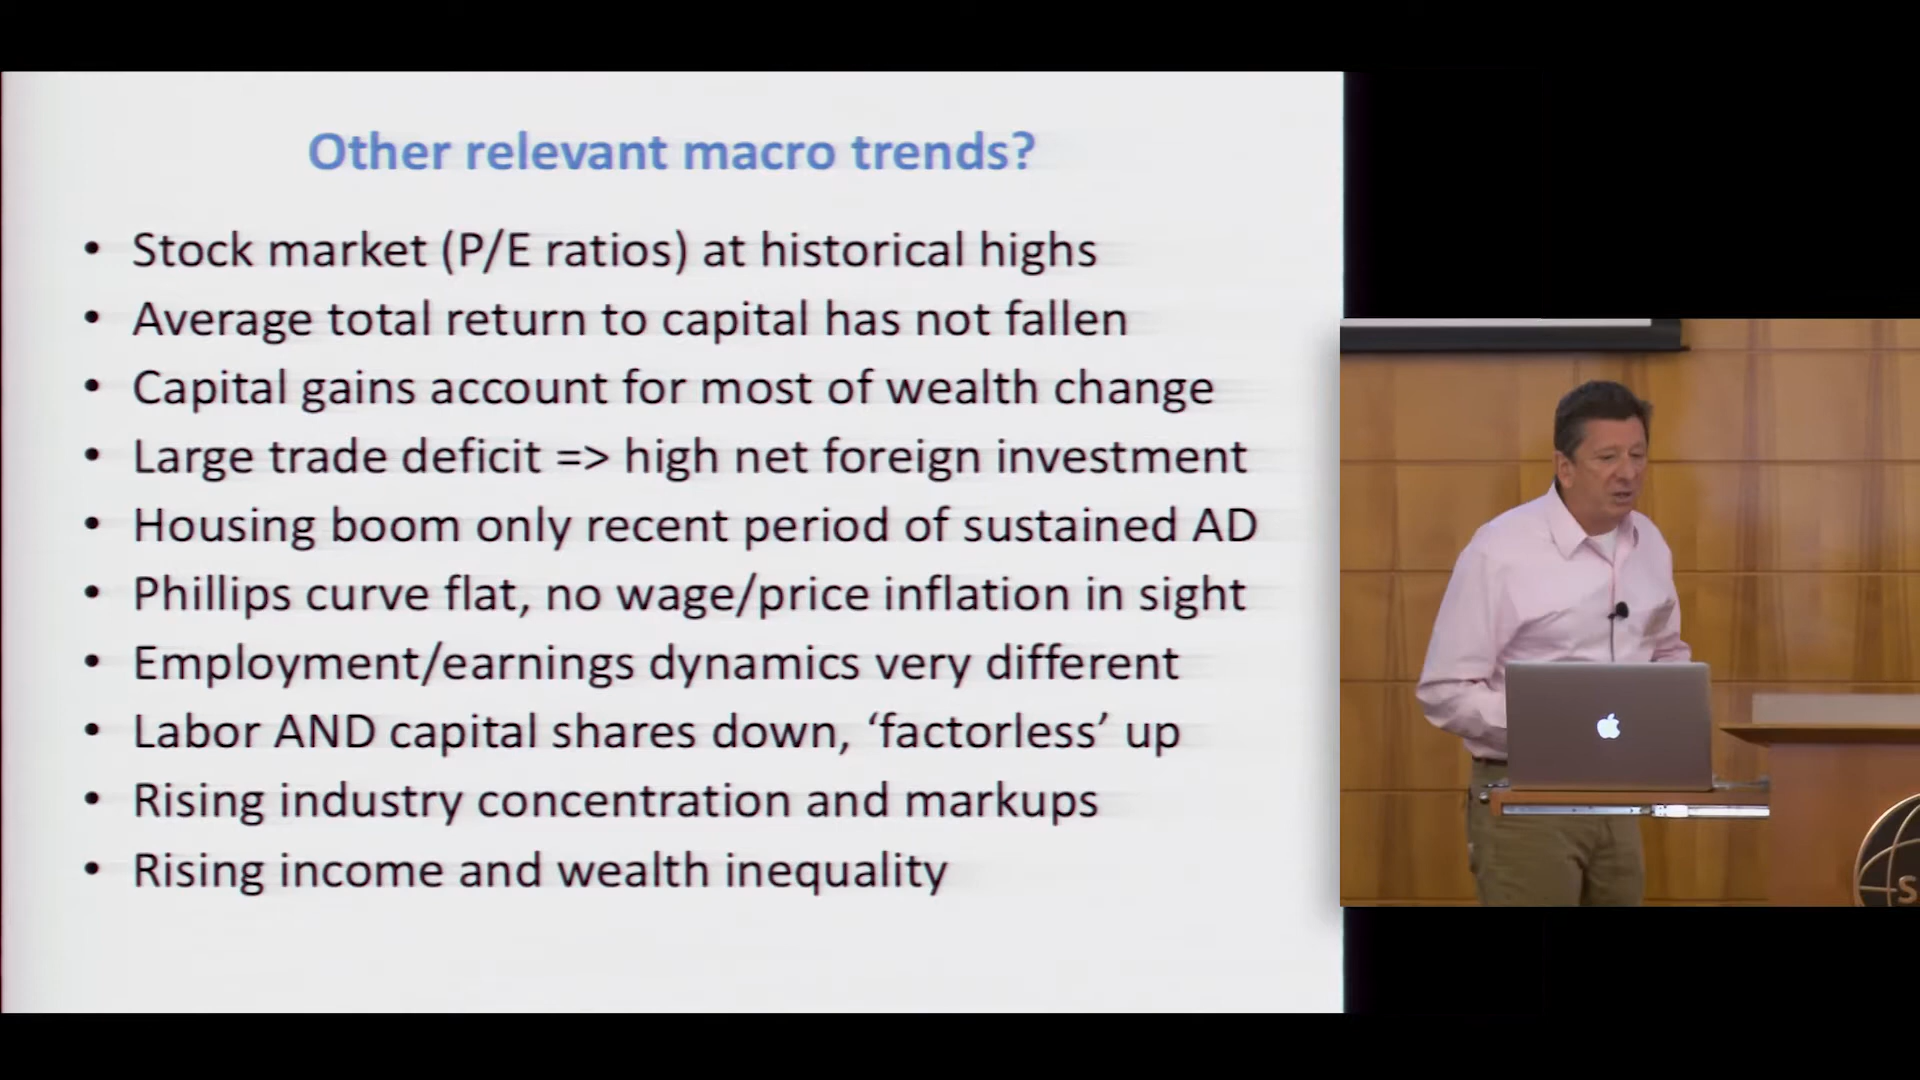 Other relevant macro trends?
• Stock market (P/E ratios) at historical highs
• Average total return to capital has not fallen
• Capital gains account for most of wealth change
• Large trade deficit => high net foreign investment
• Housing boom only recent period of sustained AD
• Phillips curve flat, no wage/price inflation in sight
• Employment/earnings dynamics very different
• Labor AND capital shares down, ‘factorless’ up
• Rising industry concentration and markups
• Rising income and wealth inequality
S